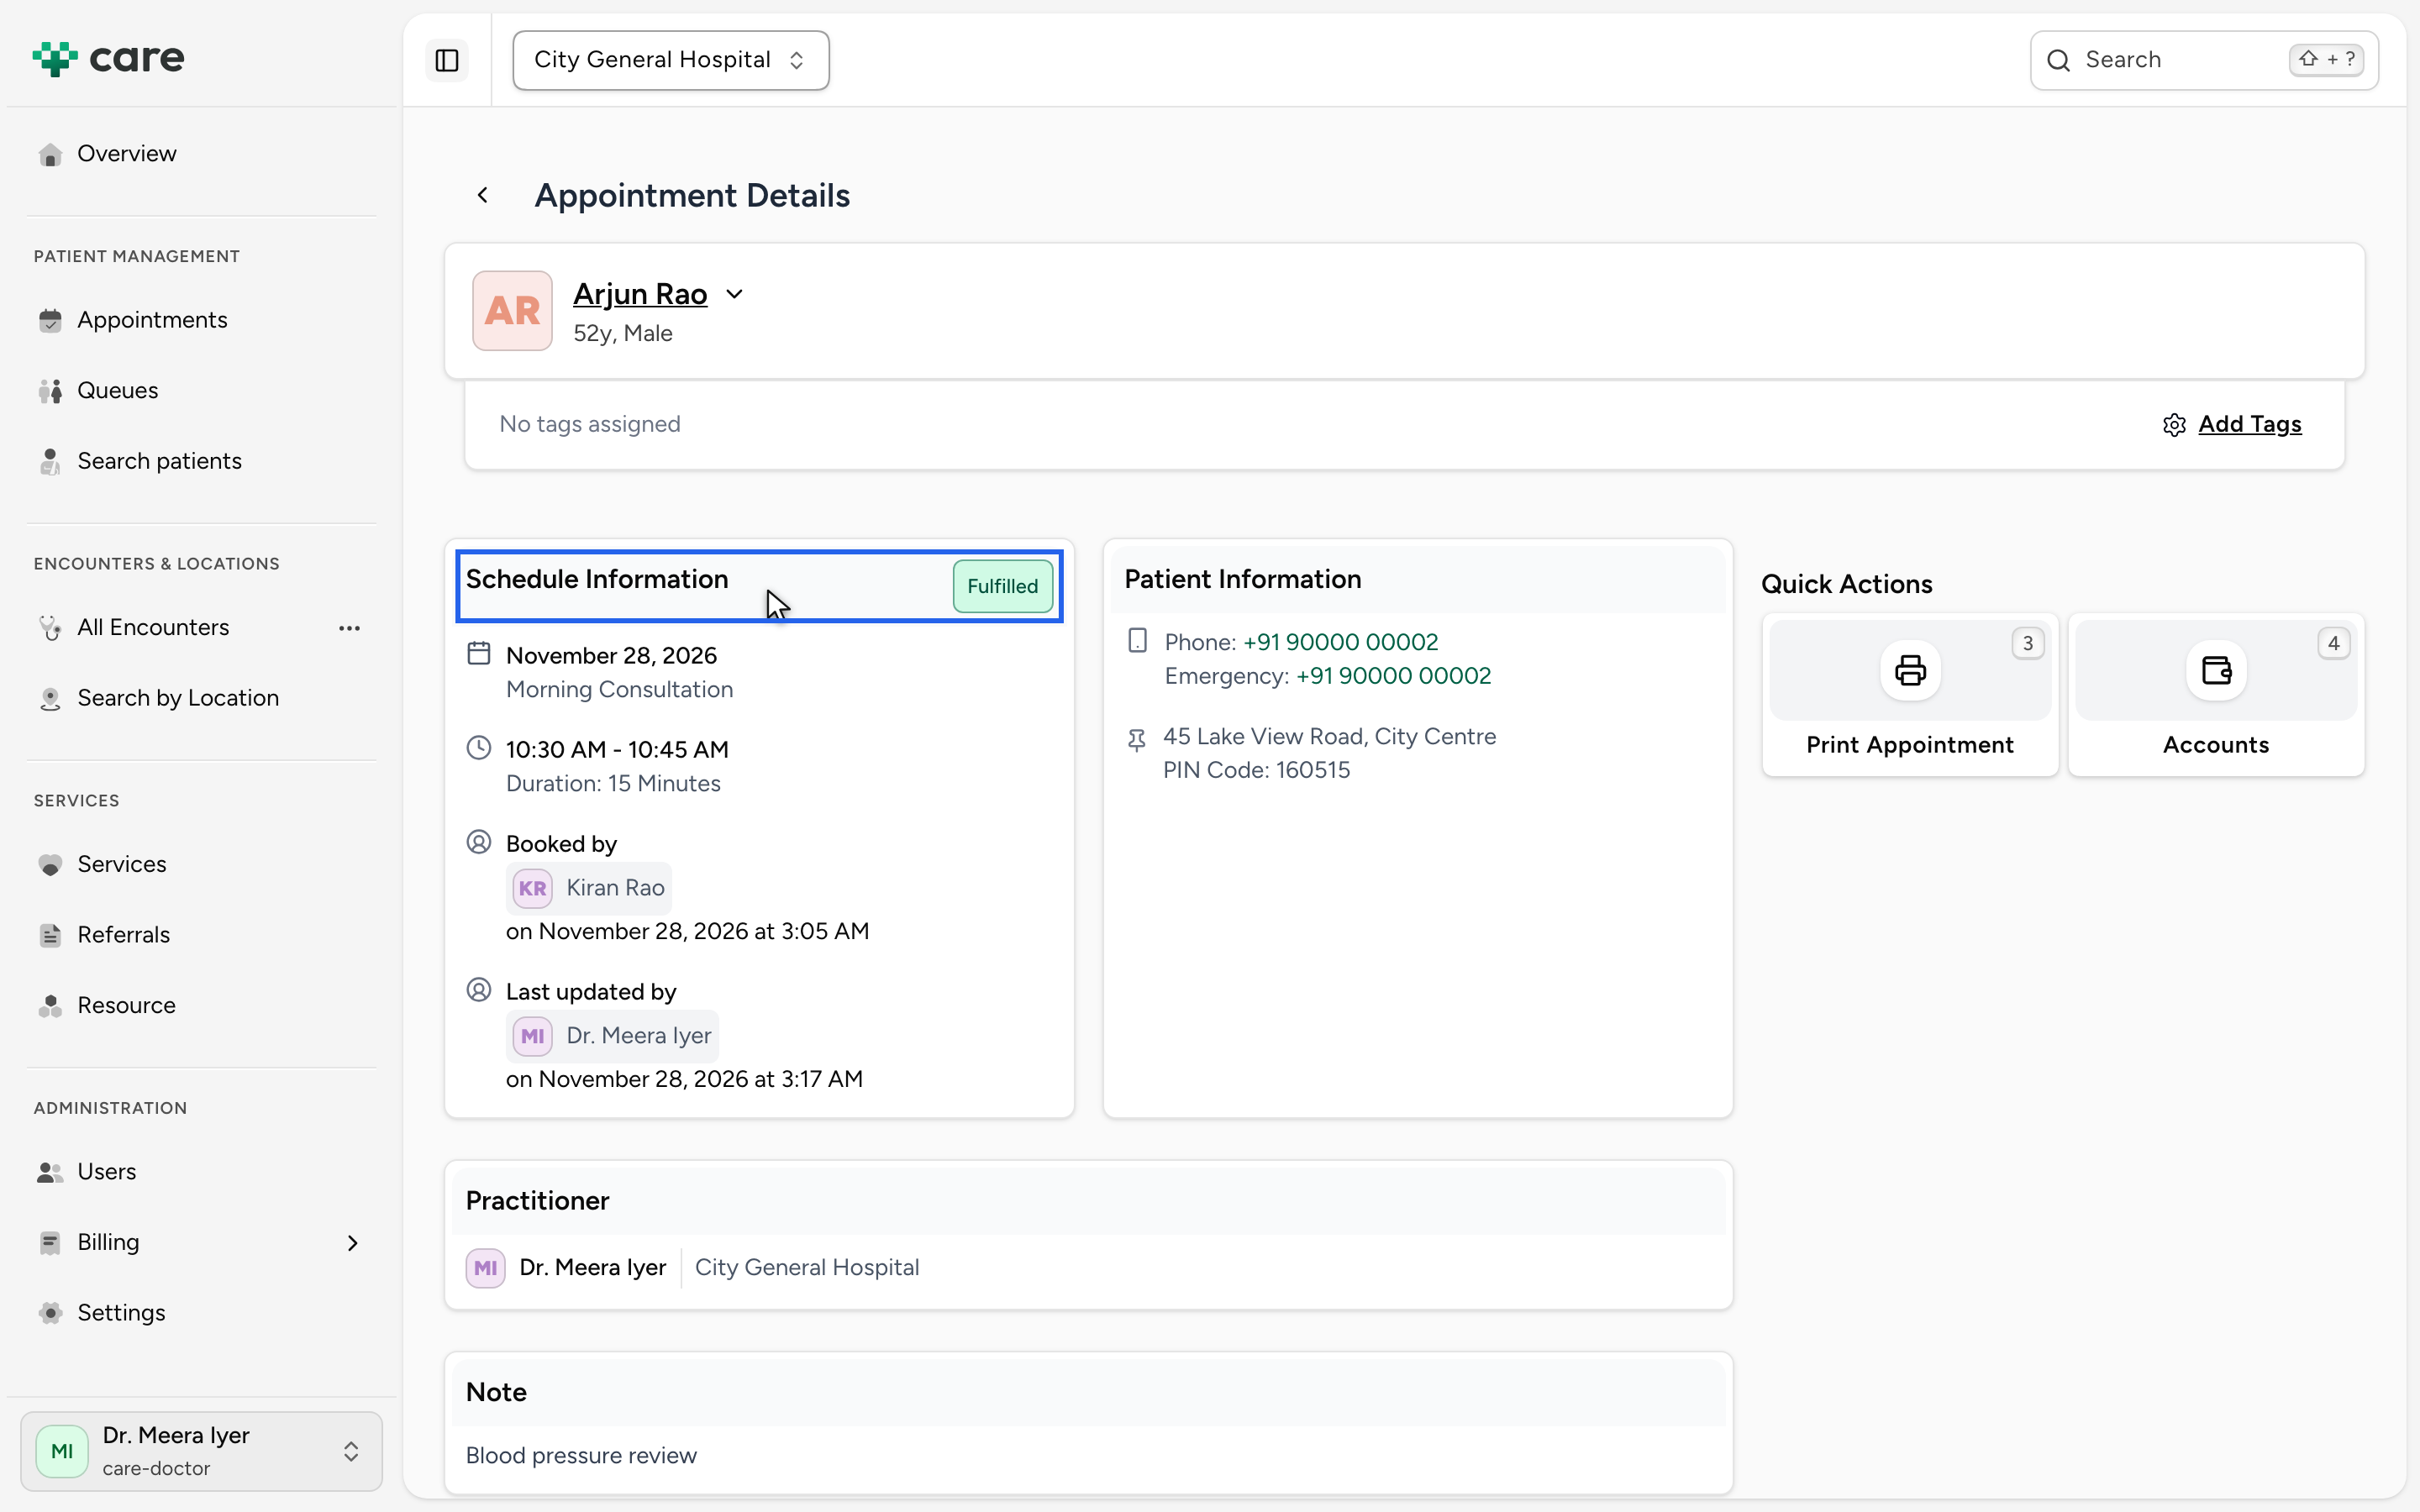 care
Overview
PATIENT MANAGEMENT
Appointments
Queues
Search patients
ENCOUNTERS & LOCATIONS
All Encounters
Search by Location
SERVICES
Services
Referrals
Resource
ADMINISTRATION
Users
Billing
Settings
MI
Dr. Meera Iyer
care-doctor
City General Hospital
Search
+ ?
Appointment Details
AR
Arjun Rao
52y, Male
No tags assigned
Add Tags
Schedule Information
Fulfilled
November 28, 2026
Morning Consultation
10:30 AM - 10:45 AM
Duration: 15 Minutes
Booked by
KR Kiran Rao
on November 28, 2026 at 3:05 AM
Last updated by
MI Dr. Meera Iyer
on November 28, 2026 at 3:17 AM
Patient Information
Phone: +91 90000 00002
Emergency: +91 90000 00002
45 Lake View Road, City Centre
PIN Code: 160515
Quick Actions
3
Print Appointment
4
Accounts
Practitioner
MI Dr. Meera Iyer City General Hospital
Note
Blood pressure review